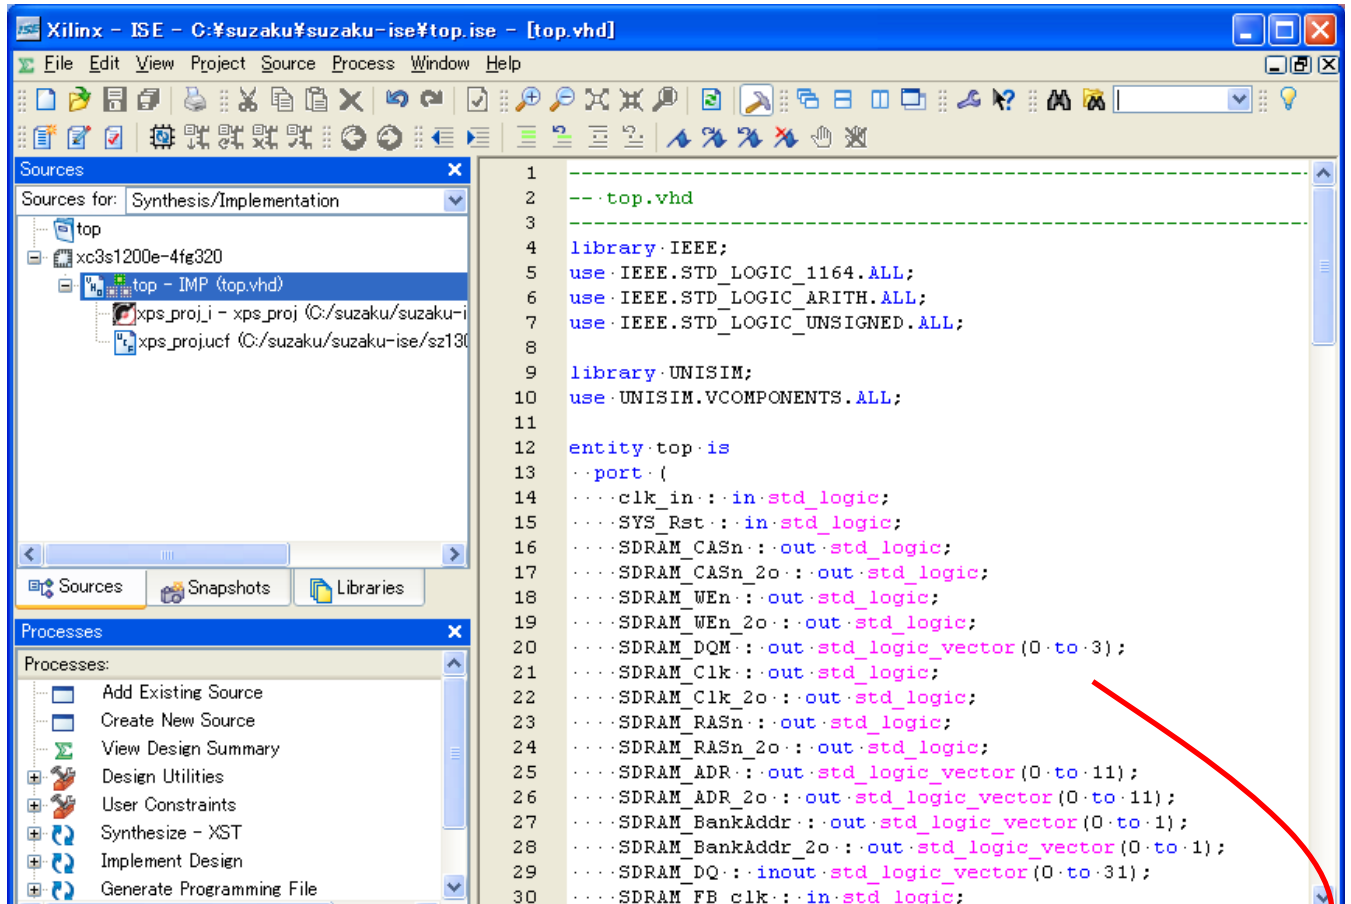 Xilinx - ISE - C:¥suzaku¥suzaku-ise¥top.ise - [top.vhd]
File Edit View Project Source Process Window Help
Sources
Sources for: Synthesis/Implementation
top
xc3s1200e-4fg320
top - IMP (top.vhd)
xps_proj_i - xps_proj (C:/suzaku/suzaku-i
xps_proj.ucf (C:/suzaku/suzaku-ise/sz130
Sources Snapshots Libraries
Processes
Processes:
Add Existing Source
Create New Source
View Design Summary
Design Utilities
User Constraints
Synthesize - XST
Implement Design
Generate Programming File
1 --------------------------------------------------------------------------------
2 --·top.vhd
3 --------------------------------------------------------------------------------
4 library·IEEE;
5 use·IEEE.STD_LOGIC_1164.ALL;
6 use·IEEE.STD_LOGIC_ARITH.ALL;
7 use·IEEE.STD_LOGIC_UNSIGNED.ALL;
8
9 library·UNISIM;
10 use·UNISIM.VCOMPONENTS.ALL;
11
12 entity·top·is
13 ··port·(
14 ····clk_in·:·in·std_logic;
15 ····SYS_Rst·:·in·std_logic;
16 ····SDRAM_CASn·:·out·std_logic;
17 ····SDRAM_CASn_2o·:·out·std_logic;
18 ····SDRAM_WEn·:·out·std_logic;
19 ····SDRAM_WEn_2o·:·out·std_logic;
20 ····SDRAM_DQM·:·out·std_logic_vector(0·to·3);
21 ····SDRAM_Clk·:·out·std_logic;
22 ····SDRAM_Clk_2o·:·out·std_logic;
23 ····SDRAM_RASn·:·out·std_logic;
24 ····SDRAM_RASn_2o·:·out·std_logic;
25 ····SDRAM_ADR·:·out·std_logic_vector(0·to·11);
26 ····SDRAM_ADR_2o·:·out·std_logic_vector(0·to·11);
27 ····SDRAM_BankAddr·:·out·std_logic_vector(0·to·1);
28 ····SDRAM_BankAddr_2o·:·out·std_logic_vector(0·to·1);
29 ····SDRAM_DQ·:·inout·std_logic_vector(0·to·31);
30 ····SDRAM_FB_clk·:·in·std_logic;